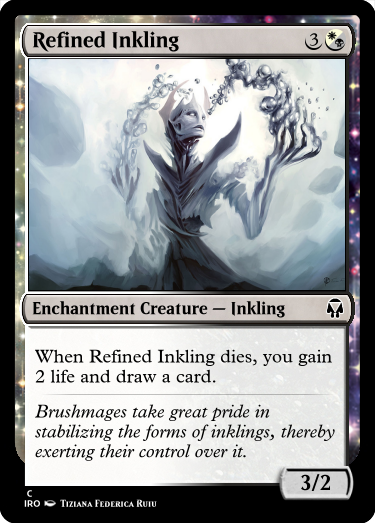 Refined Inkling 3
Enchantment Creature — Inkling
When Refined Inkling dies, you gain
2 life and draw a card.
Brushmages take great pride in
stabilizing the forms of inklings, thereby
exerting their control over it.
3/2
C
IRO Tiziana Federica Ruiu